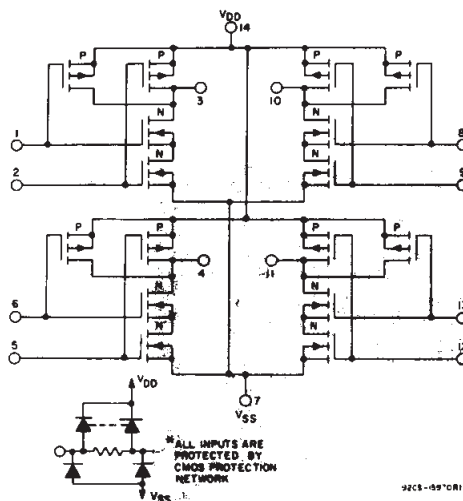 VDD
14
P P P P
3 10
1 N N 8
2 N N 9
P P P P
4 11
6 N N
5 N N
7
VSS
VDD
*ALL INPUTS ARE
PROTECTED BY
CMOS PROTECTION
NETWORK
VSS